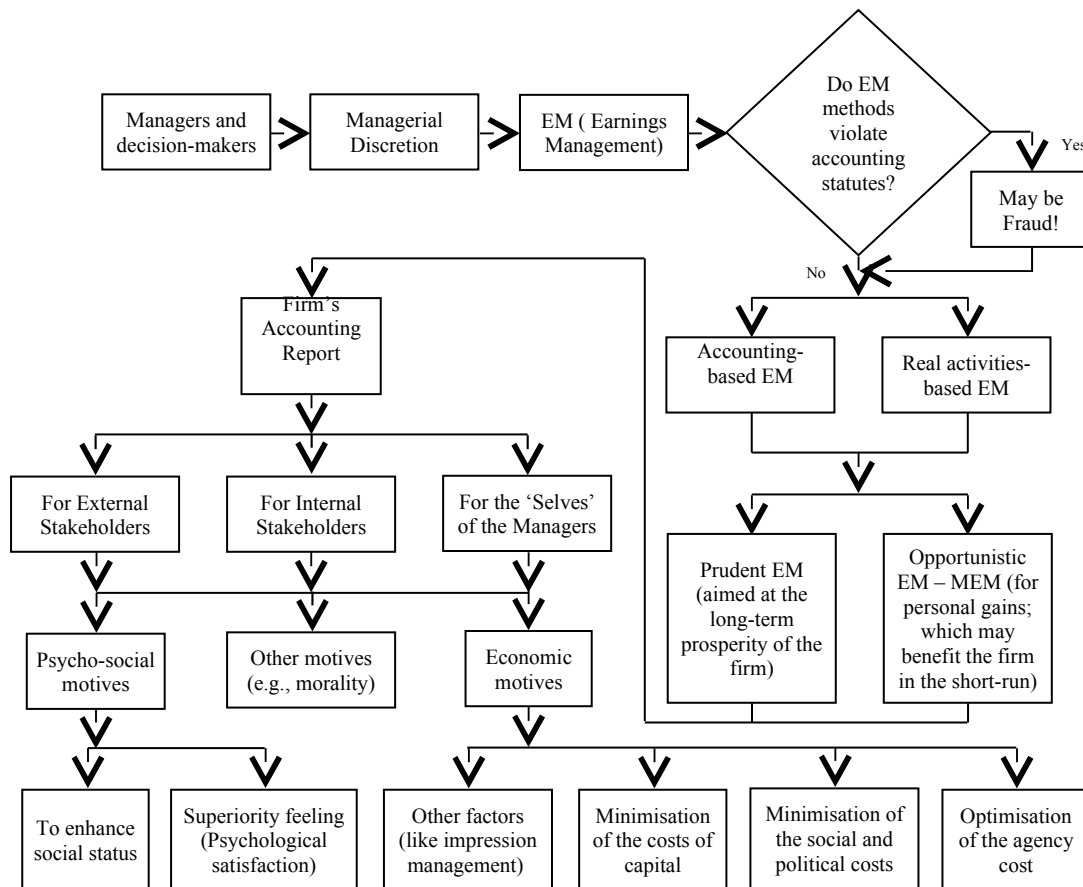 Managers and
decision-makers
Managerial
Discretion
EM ( Earnings
Management)
Do EM
methods
violate
accounting
statutes?
Yes
May be
Fraud!
No
Firm's
Accounting
Report
Accounting-
based EM
Real activities-
based EM
For External
Stakeholders
For Internal
Stakeholders
For the ‘Selves’
of the Managers
Prudent EM
(aimed at the
long-term
prosperity of the
firm)
Opportunistic
EM – MEM (for
personal gains;
which may
benefit the firm
in the short-run)
Psycho-social
motives
Other motives
(e.g., morality)
Economic
motives
To enhance
social status
Superiority feeling
(Psychological
satisfaction)
Other factors
(like impression
management)
Minimisation
of the costs of
capital
Minimisation of
the social and
political costs
Optimisation
of the agency
cost